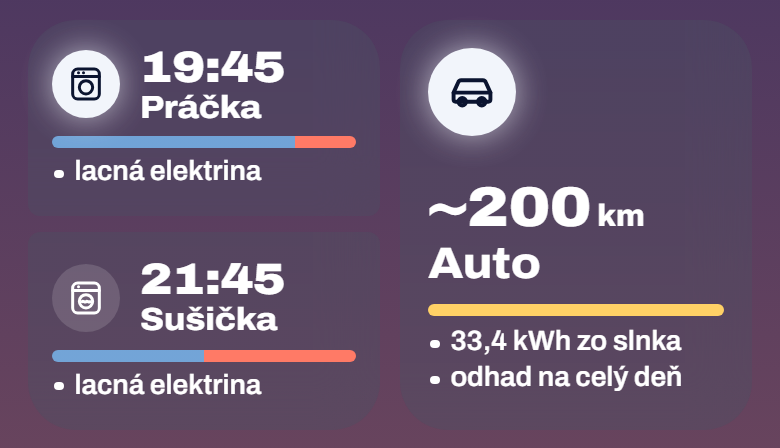 19:45
Práčka
• lacná elektrina
21:45
Sušička
• lacná elektrina
~200 km
Auto
• 33,4 kWh zo slnka
• odhad na celý deň